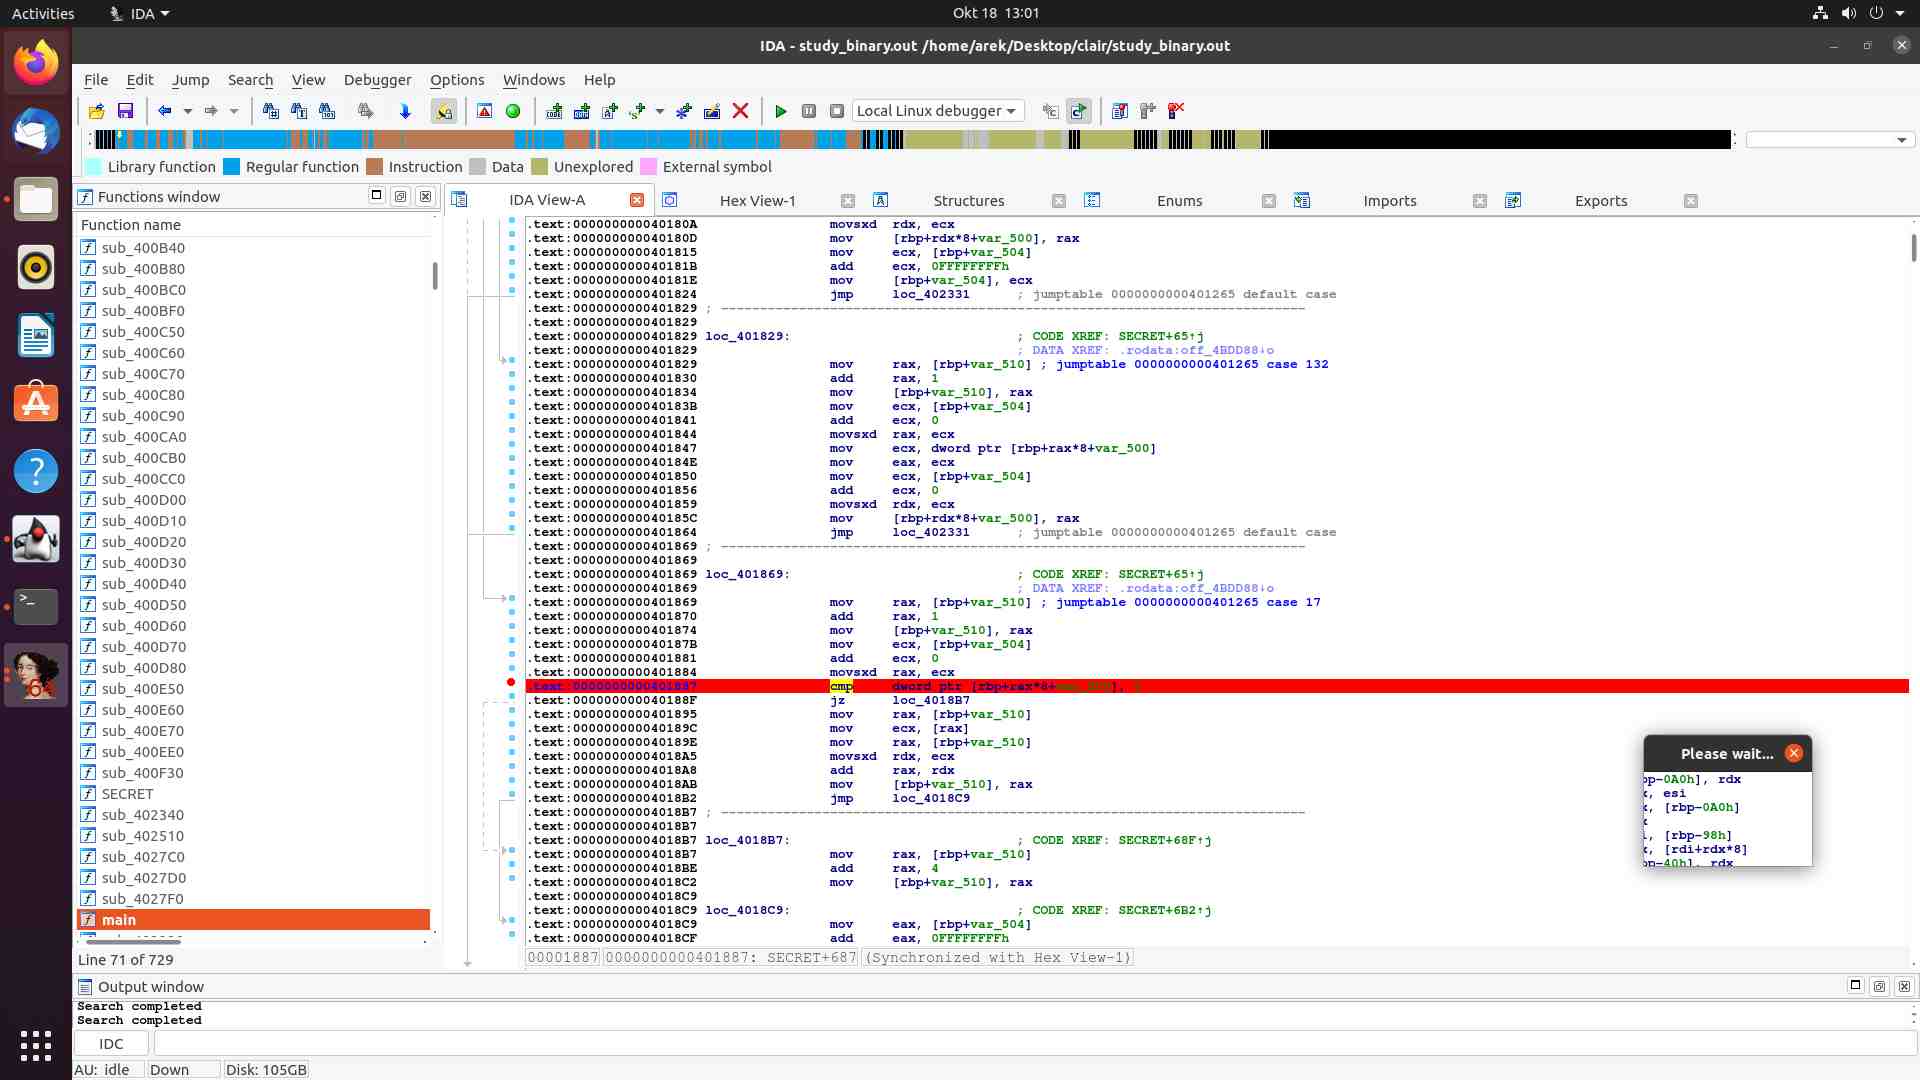 Activities
IDA
Okt 18 13:01
IDA - study_binary.out /home/arek/Desktop/clair/study_binary.out
File Edit Jump Search View Debugger Options Windows Help
Local Linux debugger
Library function Regular function Instruction Data Unexplored External symbol
Functions window
Function name
sub_400B40
sub_400B80
sub_400BC0
sub_400BF0
sub_400C50
sub_400C60
sub_400C70
sub_400C80
sub_400C90
sub_400CA0
sub_400CB0
sub_400CC0
sub_400D00
sub_400D10
sub_400D20
sub_400D30
sub_400D40
sub_400D50
sub_400D60
sub_400D70
sub_400D80
sub_400E50
sub_400E60
sub_400E70
sub_400EE0
sub_400F30
SECRET
sub_402340
sub_402510
sub_4027C0
sub_4027D0
sub_4027F0
main
Line 71 of 729
IDA View-A Hex View-1 Structures Enums Imports Exports
.text:000000000040180A movsxd rdx, ecx
.text:000000000040180D mov [rbp+rdx*8+var_500], rax
.text:0000000000401815 mov ecx, [rbp+var_504]
.text:000000000040181B add ecx, 0FFFFFFFFh
.text:000000000040181E mov [rbp+var_504], ecx
.text:0000000000401824 jmp loc_402331 ; jumptable 0000000000401265 default case
.text:0000000000401829 ; ---------------------------------------------------------------------------
.text:0000000000401829
.text:0000000000401829 loc_401829: ; CODE XREF: SECRET+65↑j
.text:0000000000401829 ; DATA XREF: .rodata:off_4BDD88↓o
.text:0000000000401829 mov rax, [rbp+var_510] ; jumptable 0000000000401265 case 132
.text:0000000000401830 add rax, 1
.text:0000000000401834 mov [rbp+var_510], rax
.text:000000000040183B mov ecx, [rbp+var_504]
.text:0000000000401841 add ecx, 0
.text:0000000000401844 movsxd rax, ecx
.text:0000000000401847 mov ecx, dword ptr [rbp+rax*8+var_500]
.text:000000000040184E mov eax, ecx
.text:0000000000401850 mov ecx, [rbp+var_504]
.text:0000000000401856 add ecx, 0
.text:0000000000401859 movsxd rdx, ecx
.text:000000000040185C mov [rbp+rdx*8+var_500], rax
.text:0000000000401864 jmp loc_402331 ; jumptable 0000000000401265 default case
.text:0000000000401869 ; ---------------------------------------------------------------------------
.text:0000000000401869
.text:0000000000401869 loc_401869: ; CODE XREF: SECRET+65↑j
.text:0000000000401869 ; DATA XREF: .rodata:off_4BDD88↓o
.text:0000000000401869 mov rax, [rbp+var_510] ; jumptable 0000000000401265 case 17
.text:0000000000401870 add rax, 1
.text:0000000000401874 mov [rbp+var_510], rax
.text:000000000040187B mov ecx, [rbp+var_504]
.text:0000000000401881 add ecx, 0
.text:0000000000401884 movsxd rax, ecx
.text:0000000000401887 cmp dword ptr [rbp+rax*8+
.text:000000000040188F jz loc_4018B7
.text:0000000000401895 mov rax, [rbp+var_510]
.text:000000000040189C mov ecx, [rax]
.text:000000000040189E mov rax, [rbp+var_510]
.text:00000000004018A5 movsxd rdx, ecx
.text:00000000004018A8 add rax, rdx
.text:00000000004018AB mov [rbp+var_510], rax
.text:00000000004018B2 jmp loc_4018C9
.text:00000000004018B7 ; ---------------------------------------------------------------------------
.text:00000000004018B7
.text:00000000004018B7 loc_4018B7: ; CODE XREF: SECRET+68F↑j
.text:00000000004018B7 mov rax, [rbp+var_510]
.text:00000000004018BE add rax, 4
.text:00000000004018C2 mov [rbp+var_510], rax
.text:00000000004018C9
.text:00000000004018C9 loc_4018C9: ; CODE XREF: SECRET+6B2↑j
.text:00000000004018C9 mov eax, [rbp+var_504]
.text:00000000004018CF add eax, 0FFFFFFFFh
00001887 0000000000401887: SECRET+687 (Synchronized with Hex View-1)
Please wait...
bp-0A0h], rdx
, esi
, [rbp-0A0h]
, [rbp-98h]
, [rdi+rdx*8]
bp-40h], rdx
Output window
Search completed
Search completed
IDC
AU: idle Down Disk: 105GB